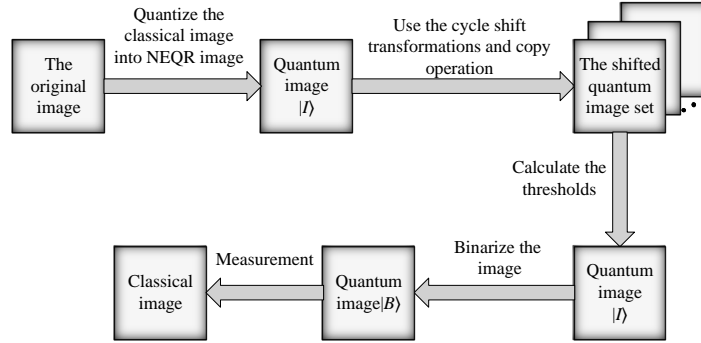 Quantize the
classical image
into NEQR image
Use the cycle shift
transformations and copy
operation
The
original
image
Quantum
image
|I⟩
The shifted
quantum
image set
Calculate the
thresholds
Classical
image
Measurement
Quantum
image|B⟩
Binarize the
image
Quantum
image
|I⟩